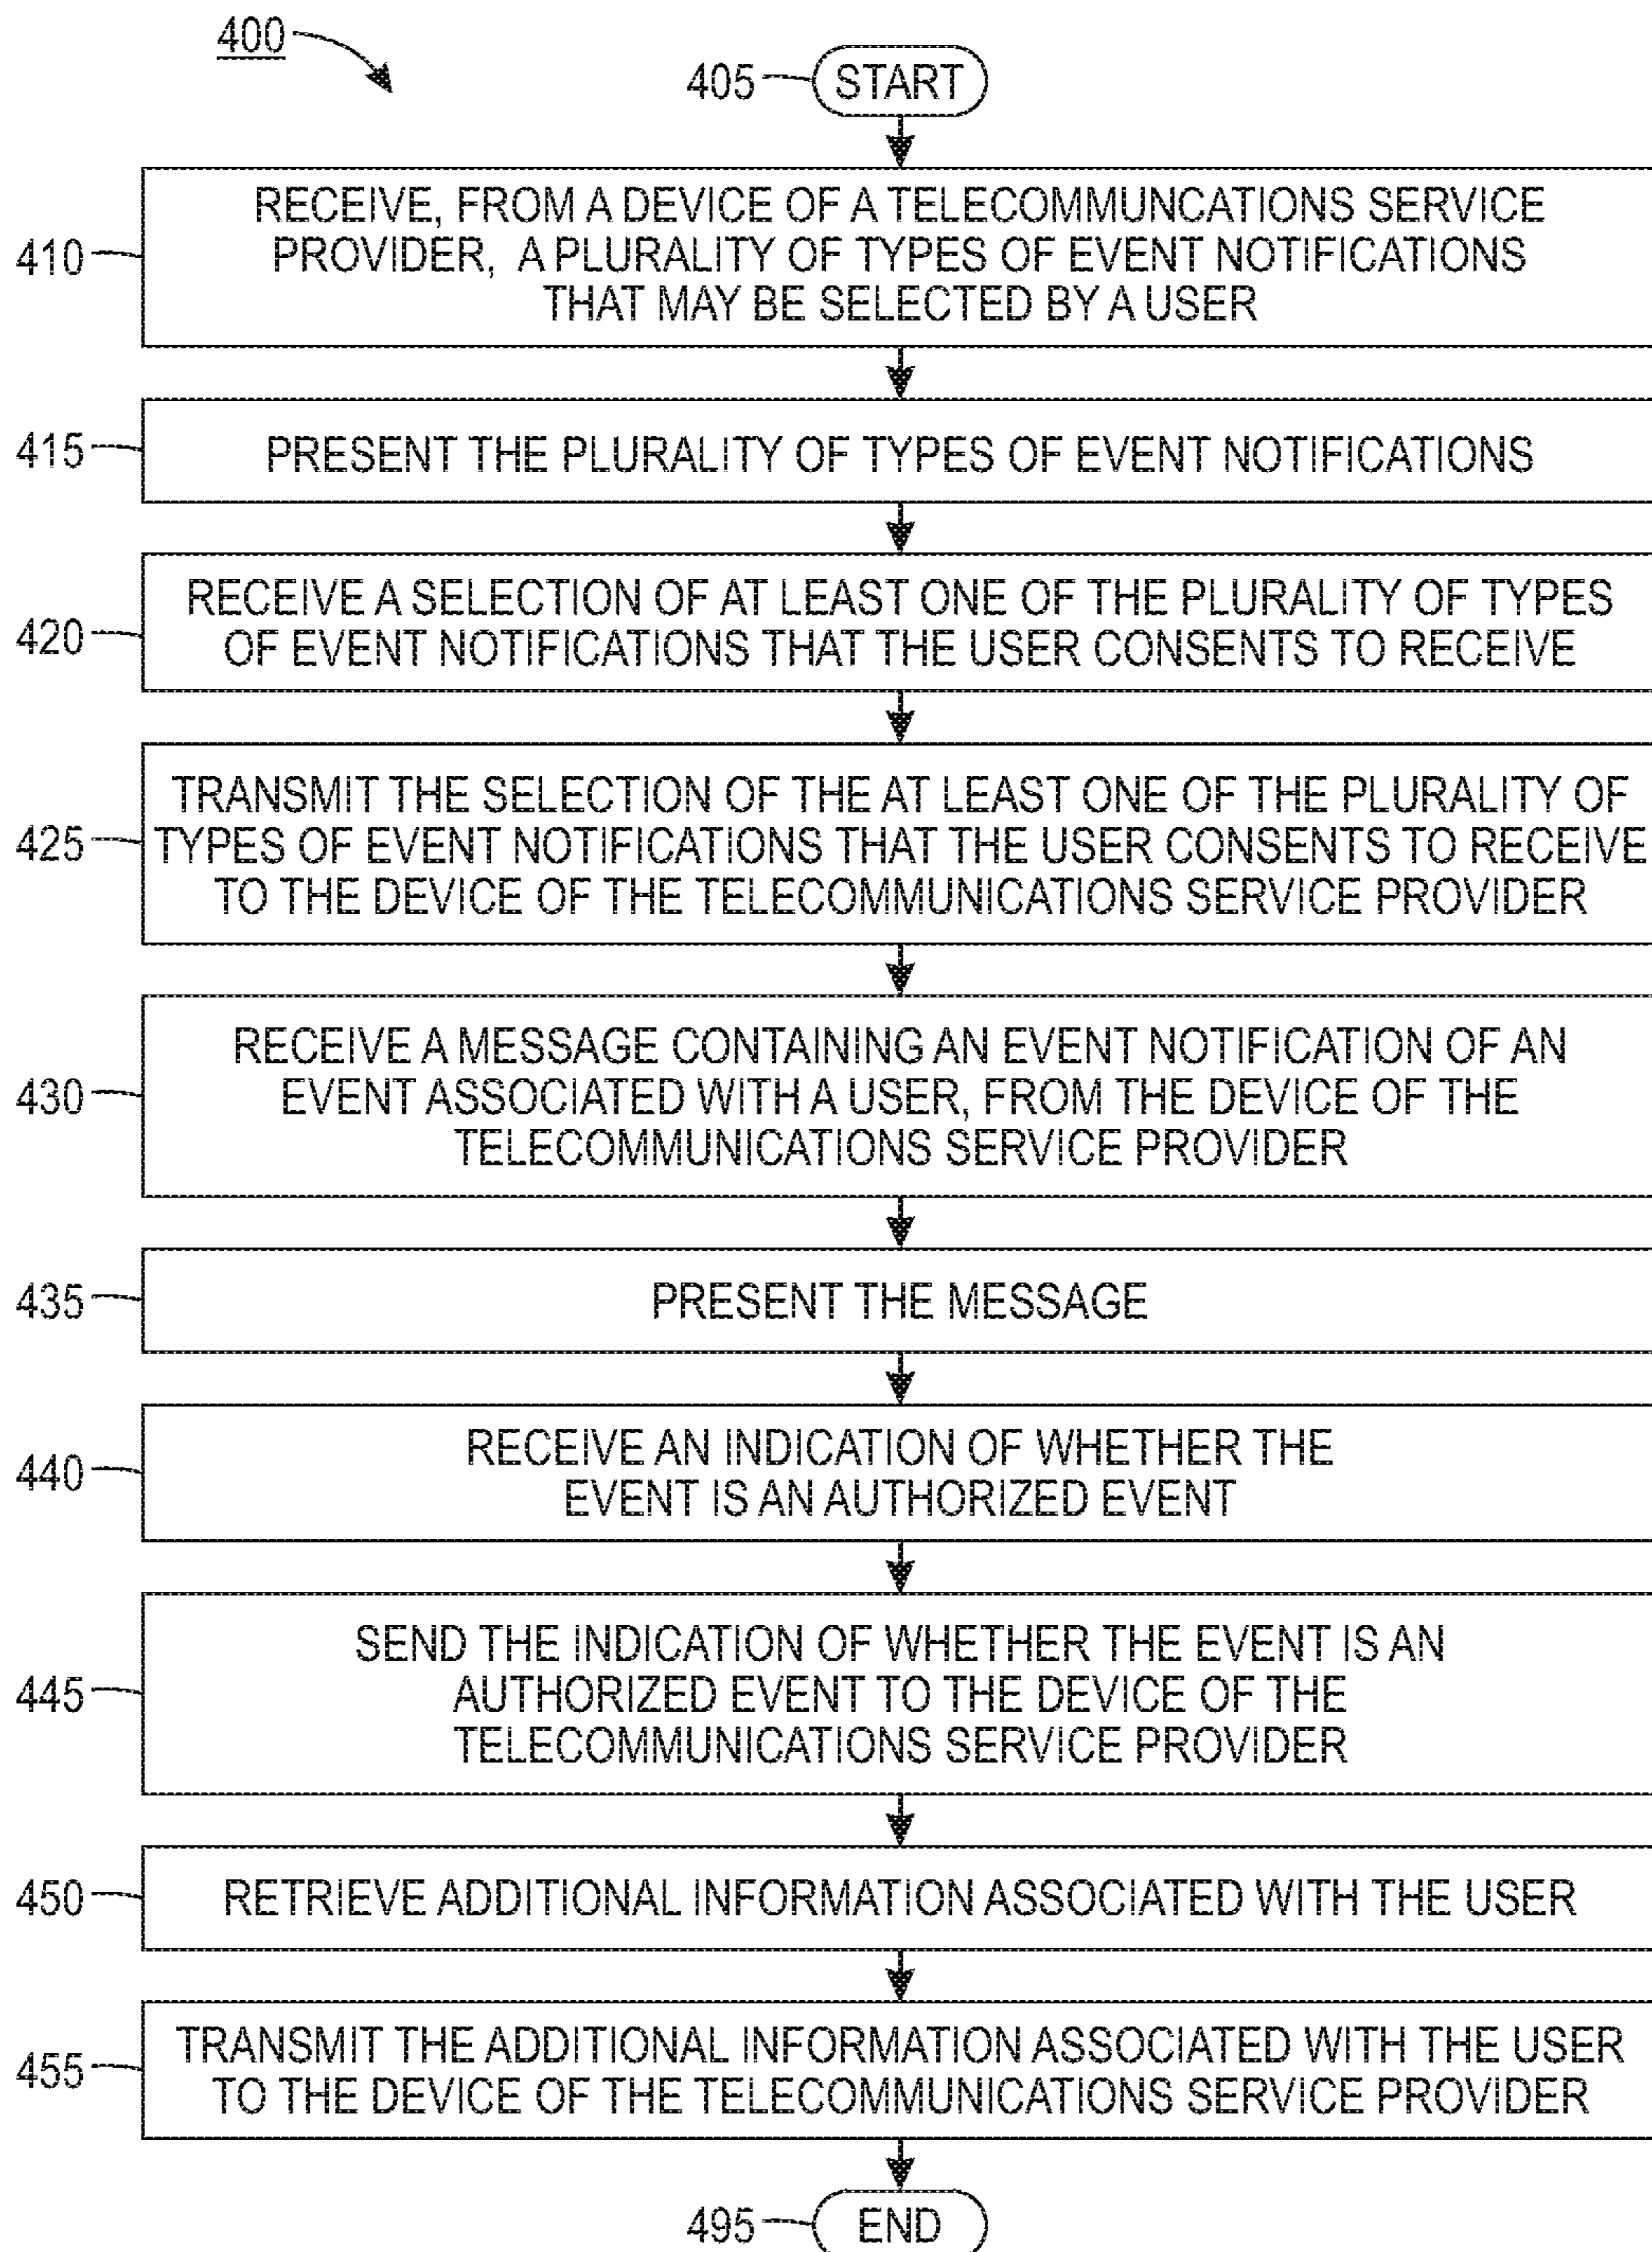 400
405 START
410 RECEIVE, FROM A DEVICE OF A TELECOMMUNCATIONS SERVICE
PROVIDER, A PLURALITY OF TYPES OF EVENT NOTIFICATIONS
THAT MAY BE SELECTED BY A USER
415 PRESENT THE PLURALITY OF TYPES OF EVENT NOTIFICATIONS
420 RECEIVE A SELECTION OF AT LEAST ONE OF THE PLURALITY OF TYPES
OF EVENT NOTIFICATIONS THAT THE USER CONSENTS TO RECEIVE
425 TRANSMIT THE SELECTION OF THE AT LEAST ONE OF THE PLURALITY OF
TYPES OF EVENT NOTIFICATIONS THAT THE USER CONSENTS TO RECEIVE
TO THE DEVICE OF THE TELECOMMUNICATIONS SERVICE PROVIDER
430 RECEIVE A MESSAGE CONTAINING AN EVENT NOTIFICATION OF AN
EVENT ASSOCIATED WITH A USER, FROM THE DEVICE OF THE
TELECOMMUNICATIONS SERVICE PROVIDER
435 PRESENT THE MESSAGE
440 RECEIVE AN INDICATION OF WHETHER THE
EVENT IS AN AUTHORIZED EVENT
445 SEND THE INDICATION OF WHETHER THE EVENT IS AN
AUTHORIZED EVENT TO THE DEVICE OF THE
TELECOMMUNICATIONS SERVICE PROVIDER
450 RETRIEVE ADDITIONAL INFORMATION ASSOCIATED WITH THE USER
455 TRANSMIT THE ADDITIONAL INFORMATION ASSOCIATED WITH THE USER
TO THE DEVICE OF THE TELECOMMUNICATIONS SERVICE PROVIDER
495 END